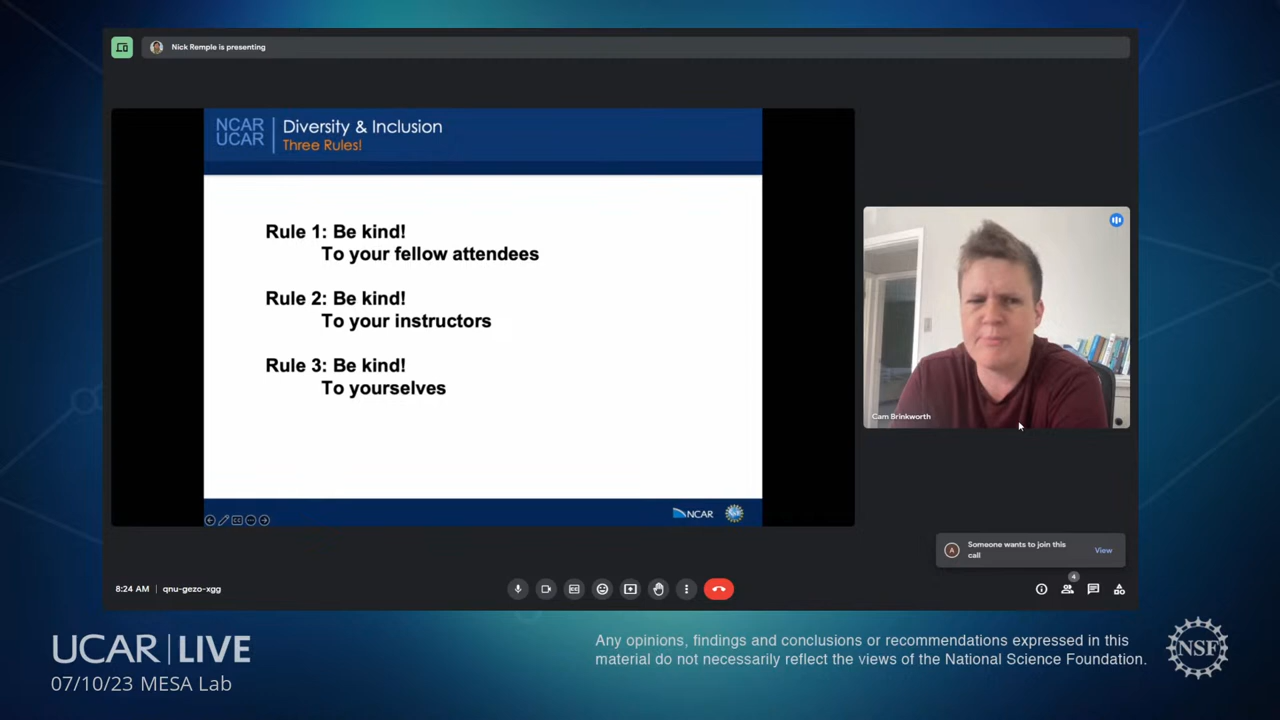 Nick Remple is presenting
NCAR
UCAR
Diversity & Inclusion
Three Rules!
Rule 1: Be kind!
To your fellow attendees
Rule 2: Be kind!
To your instructors
Rule 3: Be kind!
To yourselves
NCAR
Cam Brinkworth
A
Someone wants to join this
call
View
4
8:24 AM | qnu-gezo-xgg
UCAR | LIVE
07/10/23 MESA Lab
Any opinions, findings and conclusions or recommendations expressed in this
material do not necessarily reflect the views of the National Science Foundation.
NSF